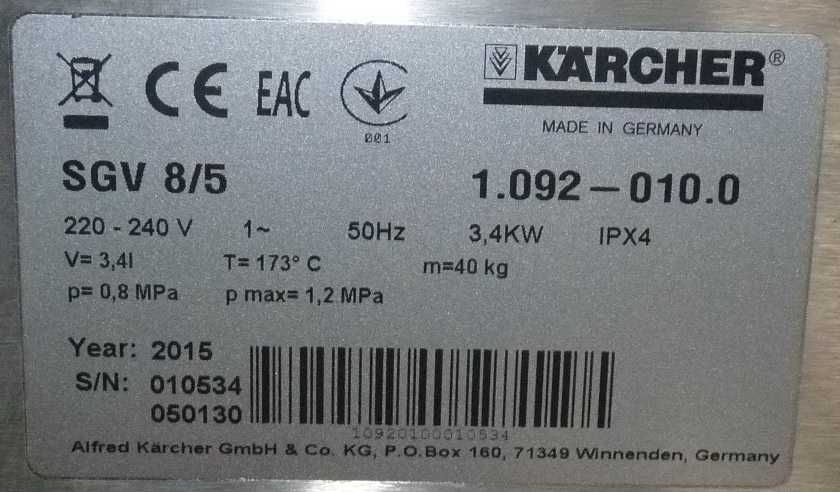 CE EAC KÄRCHER®
001
MADE IN GERMANY
SGV 8/5 1.092-010.0
220 - 240 V 1~ 50Hz 3,4KW IPX4
V= 3,4l T= 173° C m=40 kg
p= 0,8 MPa p max= 1,2 MPa
Year: 2015
S/N: 010534
050130
10920100010534
Alfred Kärcher GmbH & Co. KG, P.O.Box 160, 71349 Winnenden, Germany